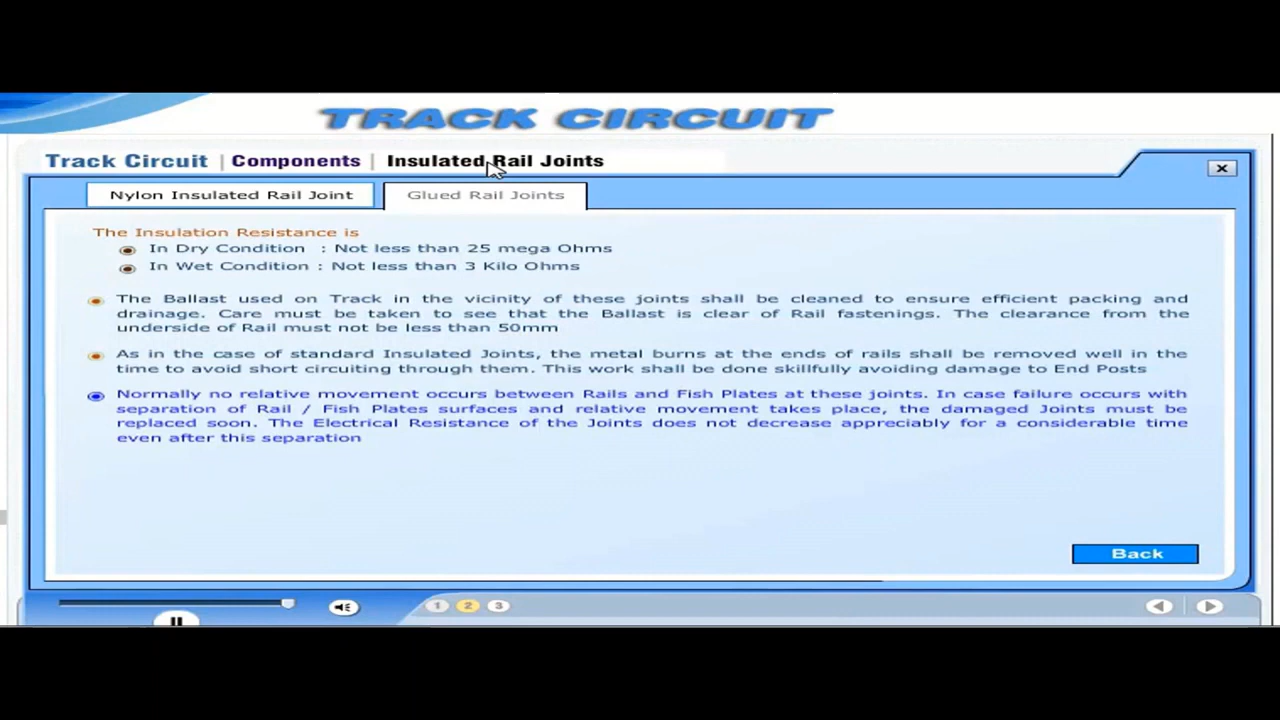 TRACK CIRCUIT
Track Circuit | Components | Insulated Rail Joints
Nylon Insulated Rail Joint
Glued Rail Joints
The Insulation Resistance is
In Dry Condition : Not less than 25 mega Ohms
In Wet Condition : Not less than 3 Kilo Ohms
The Ballast used on Track in the vicinity of these joints shall be cleaned to ensure efficient packing and
drainage. Care must be taken to see that the Ballast is clear of Rail fastenings. The clearance from the
underside of Rail must not be less than 50mm
As in the case of standard Insulated Joints, the metal burns at the ends of rails shall be removed well in the
time to avoid short circuiting through them. This work shall be done skillfully avoiding damage to End Posts
Normally no relative movement occurs between Rails and Fish Plates at these joints. In case failure occurs with
separation of Rail / Fish Plates surfaces and relative movement takes place, the damaged Joints must be
replaced soon. The Electrical Resistance of the Joints does not decrease appreciably for a considerable time
even after this separation
Back
1 2 3